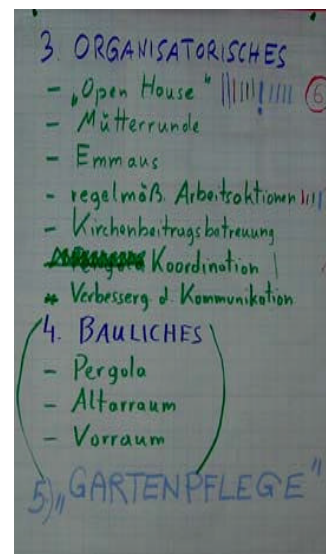 3. ORGANISATORISCHES
- „Open House" 6
- Mütterrunde
- Emmaus
- regelmäß. Arbeitsaktionen
- Kirchenbeitragsbetreuung
Koordination
* Verbesserg d. Kommunikation
4. BAULICHES
- Pergola
- Altarraum
- Vorraum
5) „GARTENPFLEGE"